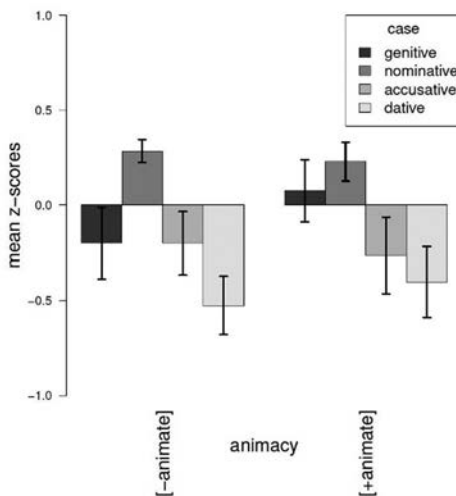 case
genitive
nominative
accusative
dative
mean z−scores
1.0
0.5
0.0
−0.5
−1.0
[−animate]
animacy
[+animate]